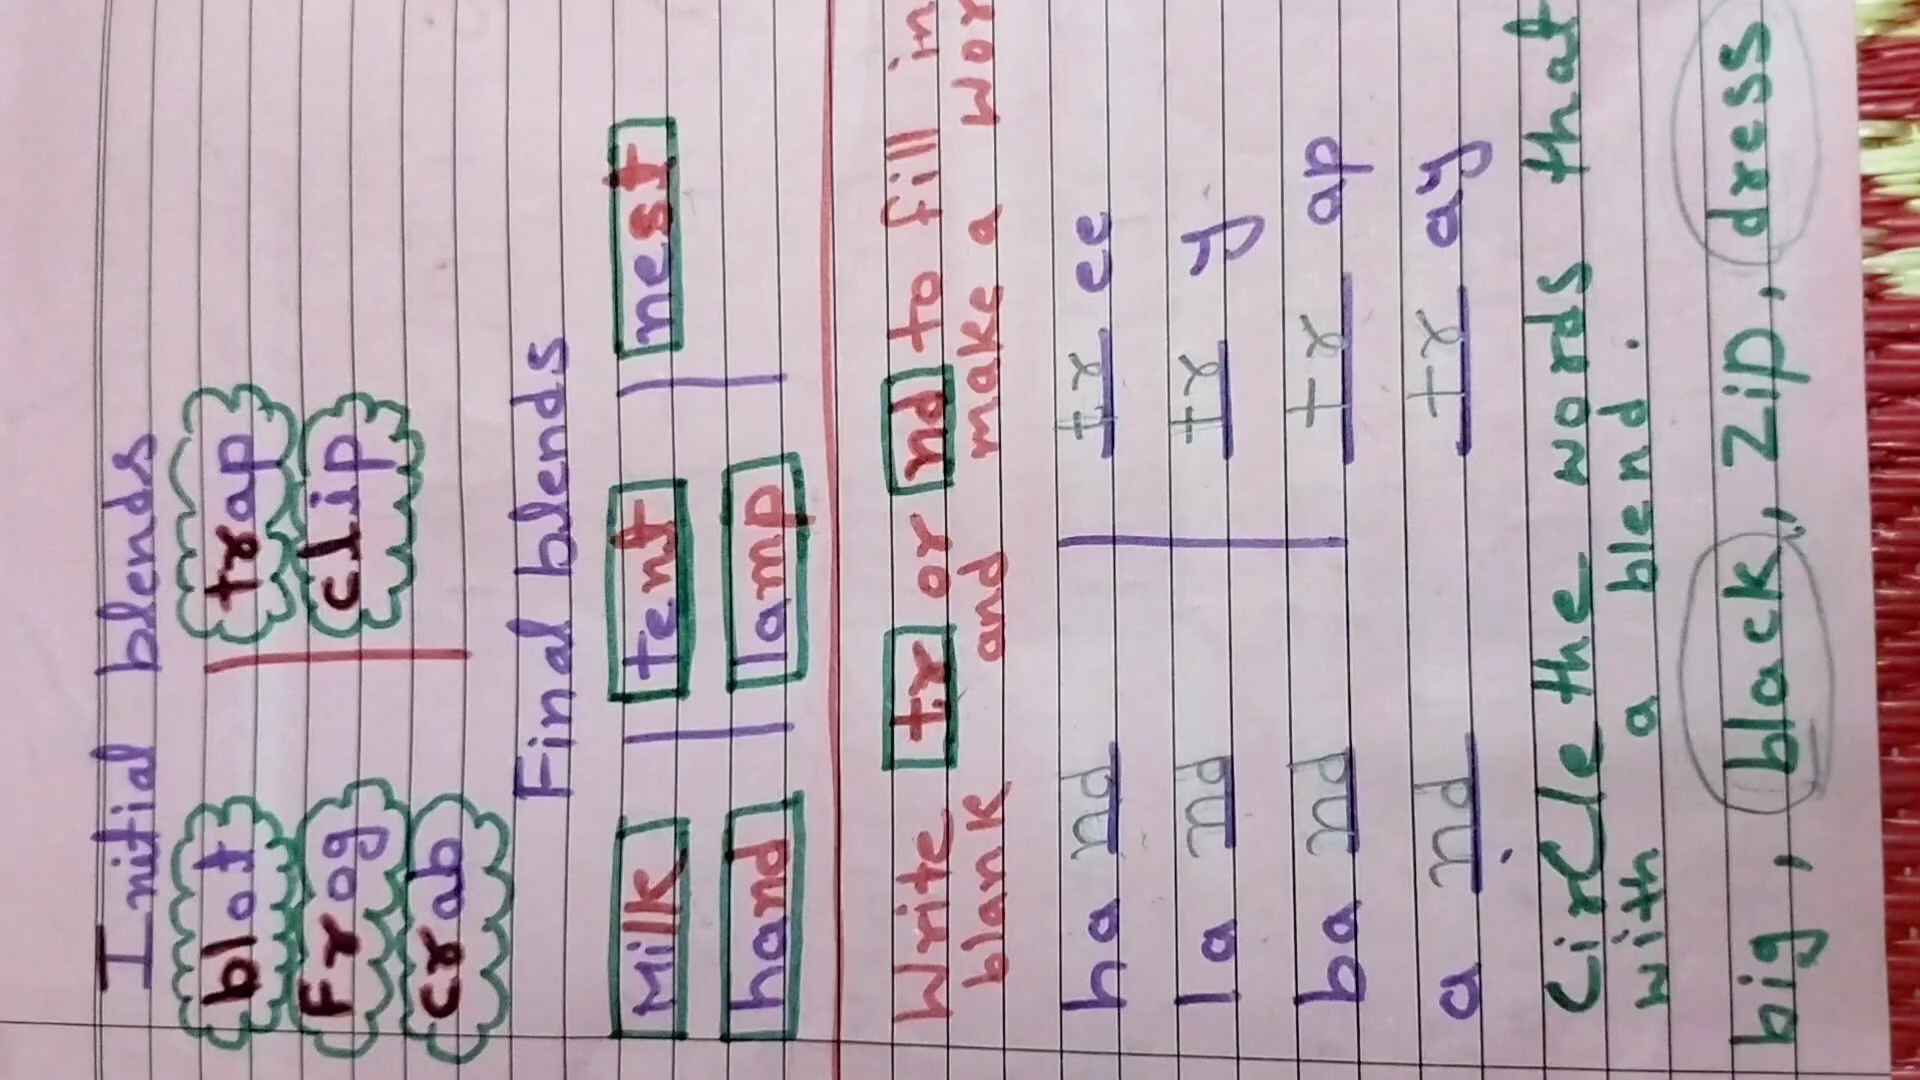 Initial blends
blot trap
Frog clip
crab
Final blends
Milk tent nest
hand lamp
Write tr or nd to fill in
blank and make a wor
ha nd tr ee
la nd tr y
ba nd tr ap
a nd tr ay
Circle the words that
with a blend.
big, black, Zip, dress